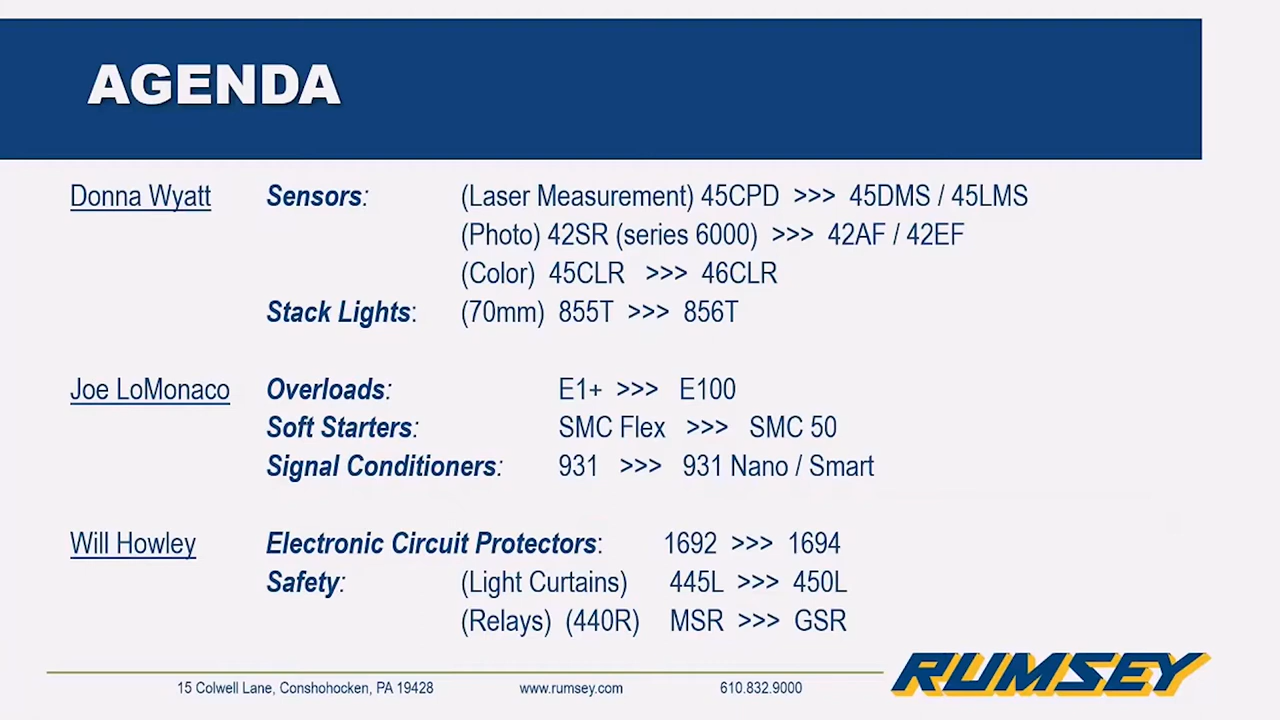 AGENDA
Donna Wyatt Sensors: (Laser Measurement) 45CPD >>> 45DMS / 45LMS
(Photo) 42SR (series 6000) >>> 42AF / 42EF
(Color) 45CLR >>> 46CLR
Stack Lights: (70mm) 855T >>> 856T
Joe LoMonaco Overloads: E1+ >>> E100
Soft Starters: SMC Flex >>> SMC 50
Signal Conditioners: 931 >>> 931 Nano / Smart
Will Howley Electronic Circuit Protectors: 1692 >>> 1694
Safety: (Light Curtains) 445L >>> 450L
(Relays) (440R) MSR >>> GSR
15 Colwell Lane, Conshohocken, PA 19428 www.rumsey.com 610.832.9000 RUMSEY